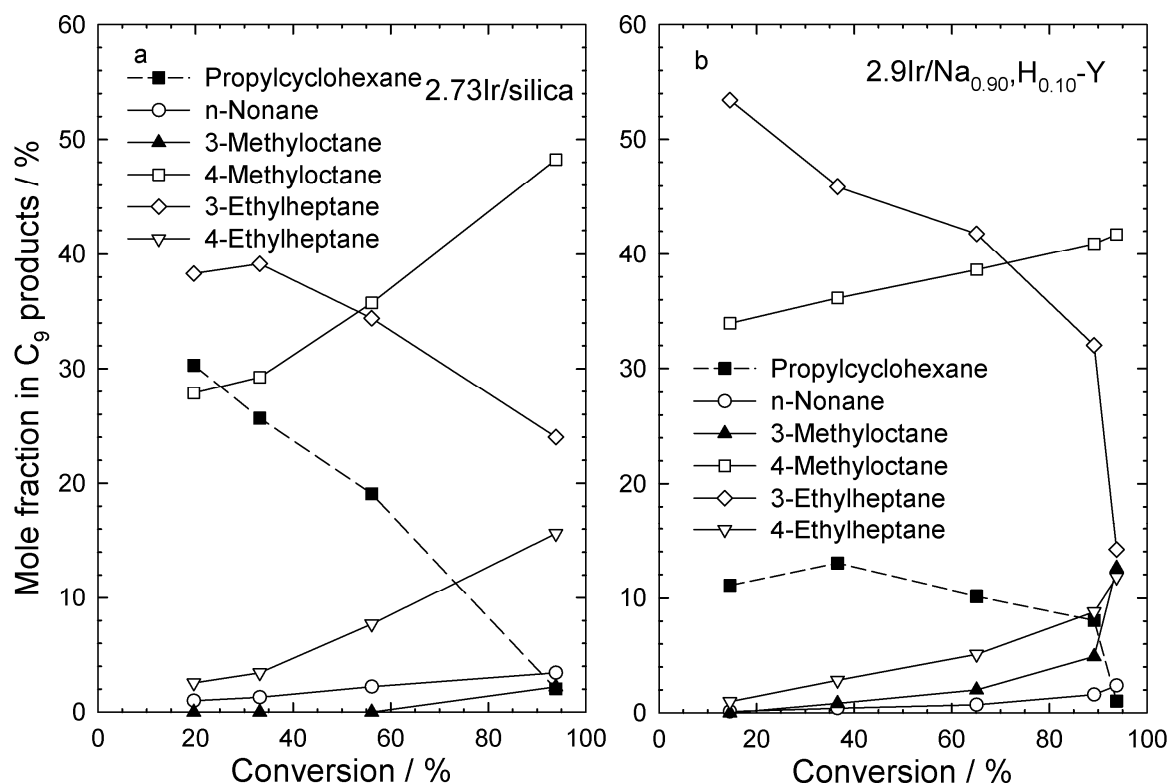 Mole fraction in C₉ products / %
60
50
40
30
20
10
0
a
Propylcyclohexane
n-Nonane
3-Methyloctane
4-Methyloctane
3-Ethylheptane
4-Ethylheptane
2.73Ir/silica
0 20 40 60 80 100
Conversion / %
60
50
40
30
20
10
0
b
2.9Ir/Na₀.₉₀,H₀.₁₀-Y
Propylcyclohexane
n-Nonane
3-Methyloctane
4-Methyloctane
3-Ethylheptane
4-Ethylheptane
0 20 40 60 80 100
Conversion / %